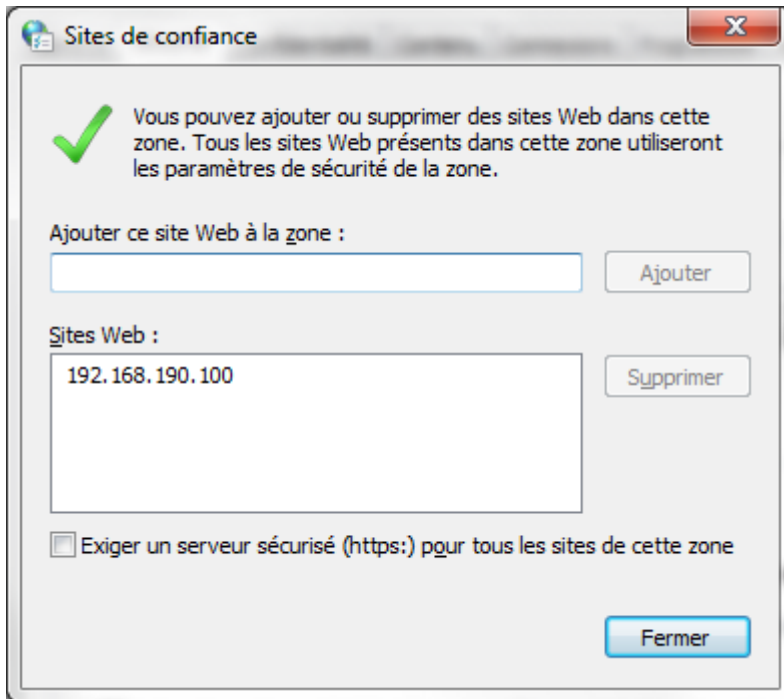 Sites de confiance
Vous pouvez ajouter ou supprimer des sites Web dans cette
zone. Tous les sites Web présents dans cette zone utiliseront
les paramètres de sécurité de la zone.
Ajouter ce site Web à la zone :
Ajouter
Sites Web :
192.168.190.100
Supprimer
Exiger un serveur sécurisé (https:) pour tous les sites de cette zone
Fermer